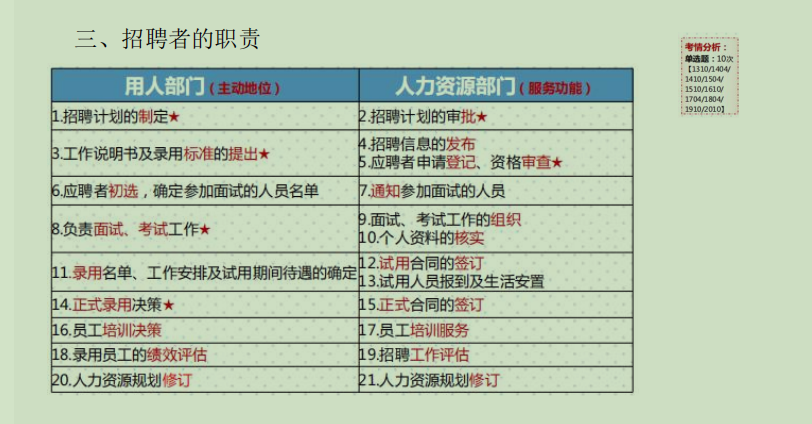 三、招聘者的职责
用人部门（主动地位）
人力资源部门（服务功能）
1.招聘计划的制定★
2.招聘计划的审批★
3.工作说明书及录用标准的提出★
4.招聘信息的发布
5.应聘者申请登记、资格审查★
6.应聘者初选，确定参加面试的人员名单
7.通知参加面试的人员
8.负责面试、考试工作★
9.面试、考试工作的组织
10.个人资料的核实
11.录用名单、工作安排及试用期间待遇的确定
12.试用合同的签订
13.试用人员报到及生活安置
14.正式录用决策★
15.正式合同的签订
16.员工培训决策
17.员工培训服务
18.录用员工的绩效评估
19.招聘工作评估
20.人力资源规划修订
21.人力资源规划修订
考情分析：
单选题：10次
【1310/1404/
1410/1504/
1510/1610/
1704/1804/
1910/2010】